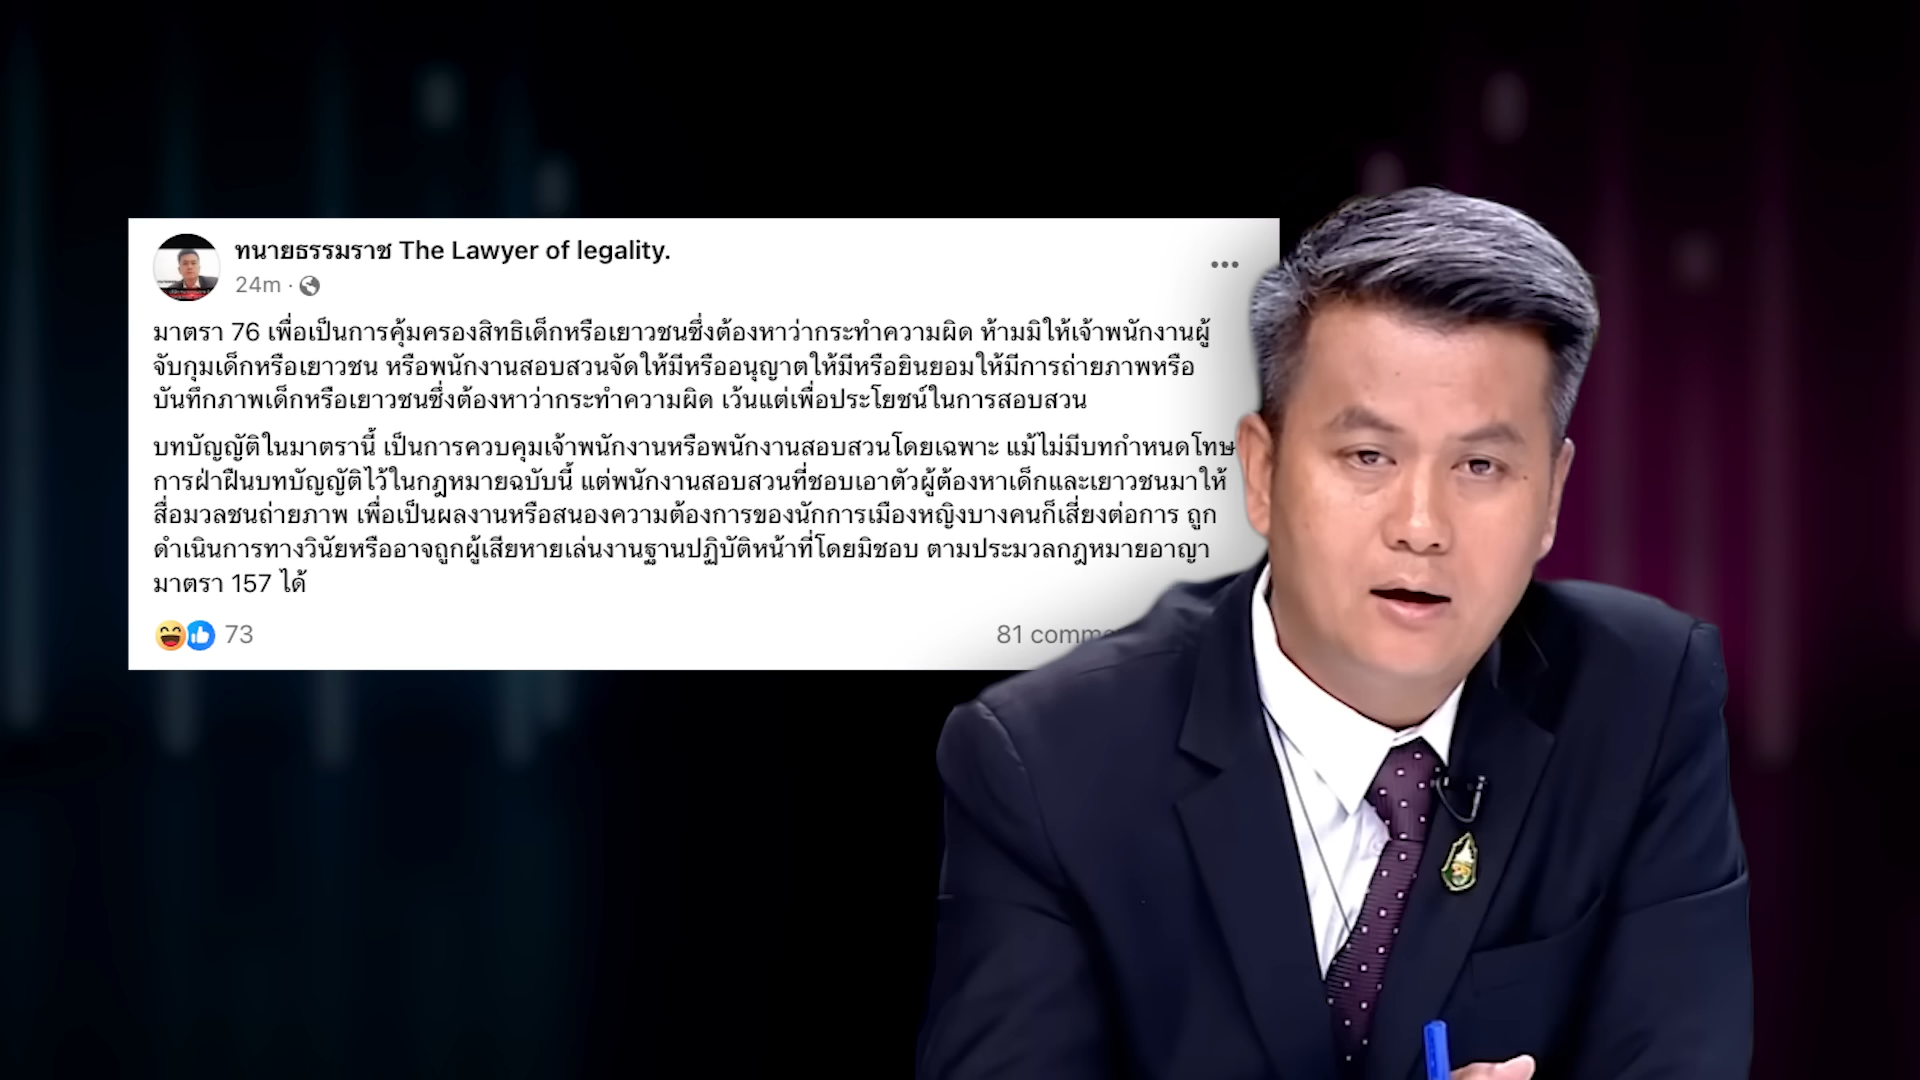 ทนายธรรมราช The Lawyer of legality.
24m ·
มาตรา 76 เพื่อเป็นการคุ้มครองสิทธิเด็กหรือเยาวชนซึ่งต้องหาว่ากระทำความผิด ห้ามมิให้เจ้าพนักงานผู้
จับกุมเด็กหรือเยาวชน หรือพนักงานสอบสวนจัดให้มีหรืออนุญาตให้มีหรือยินยอมให้มีการถ่ายภาพหรือ
บันทึกภาพเด็กหรือเยาวชนซึ่งต้องหาว่ากระทำความผิด เว้นแต่เพื่อประโยชน์ในการสอบสวน
บทบัญญัติในมาตรานี้ เป็นการควบคุมเจ้าพนักงานหรือพนักงานสอบสวนโดยเฉพาะ แม้ไม่มีบทกำหนดโทษ
การฝ่าฝืนบทบัญญัติไว้ในกฎหมายฉบับนี้ แต่พนักงานสอบสวนที่ชอบเอาตัวผู้ต้องหาเด็กและเยาวชนมาให้
สื่อมวลชนถ่ายภาพ เพื่อเป็นผลงานหรือสนองความต้องการของนักการเมืองหญิงบางคนก็เสี่ยงต่อการ ถูก
ดำเนินการทางวินัยหรืออาจถูกผู้เสียหายเล่นงานฐานปฏิบัติหน้าที่โดยมิชอบ ตามประมวลกฎหมายอาญา
มาตรา 157 ได้
73
81